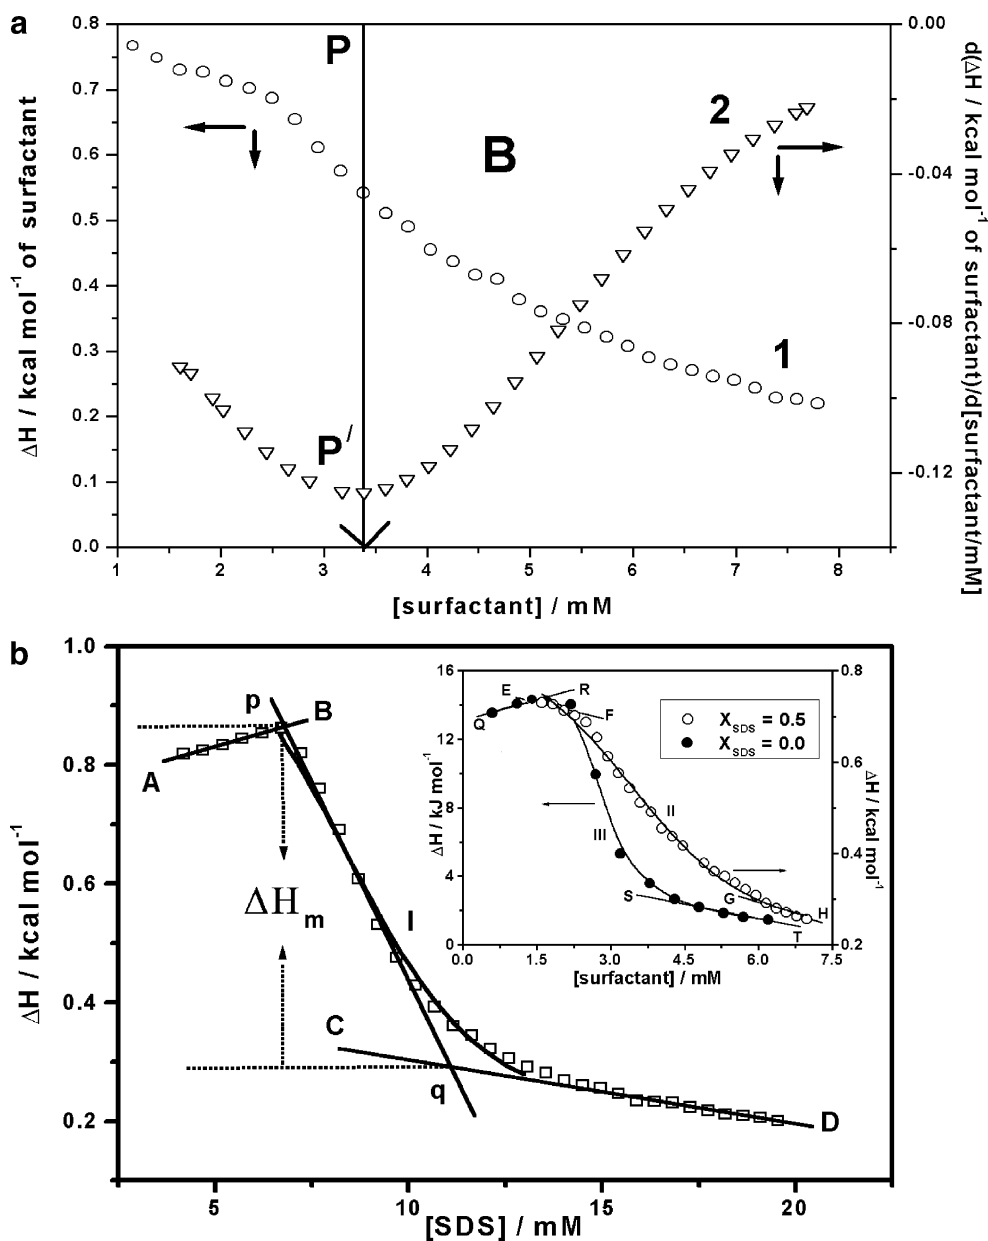 a
0.8
0.7
0.6
0.5
0.4
0.3
0.2
0.1
0.0
ΔH / kcal mol⁻¹ of surfactant
0.00
-0.04
-0.08
-0.12
d(ΔH / kcal mol⁻¹ of surfactant)/d[surfactant/mM]
P
B
2
1
P/
1 2 3 4 5 6 7 8
[surfactant] / mM
b
1.0
0.8
0.6
0.4
0.2
ΔH / kcal mol⁻¹
p
B
A
ΔHm
I
C
q
D
5 10 15 20
[SDS] / mM
16
12
8
4
0
ΔH / kJ mol⁻¹
0.8
0.6
0.4
0.2
ΔH / kcal mol⁻¹
E
R
Q
F
○ XSDS = 0.5
● XSDS = 0.0
II
III
S
G
H
T
0.0 1.5 3.0 4.5 6.0 7.5
[surfactant] / mM